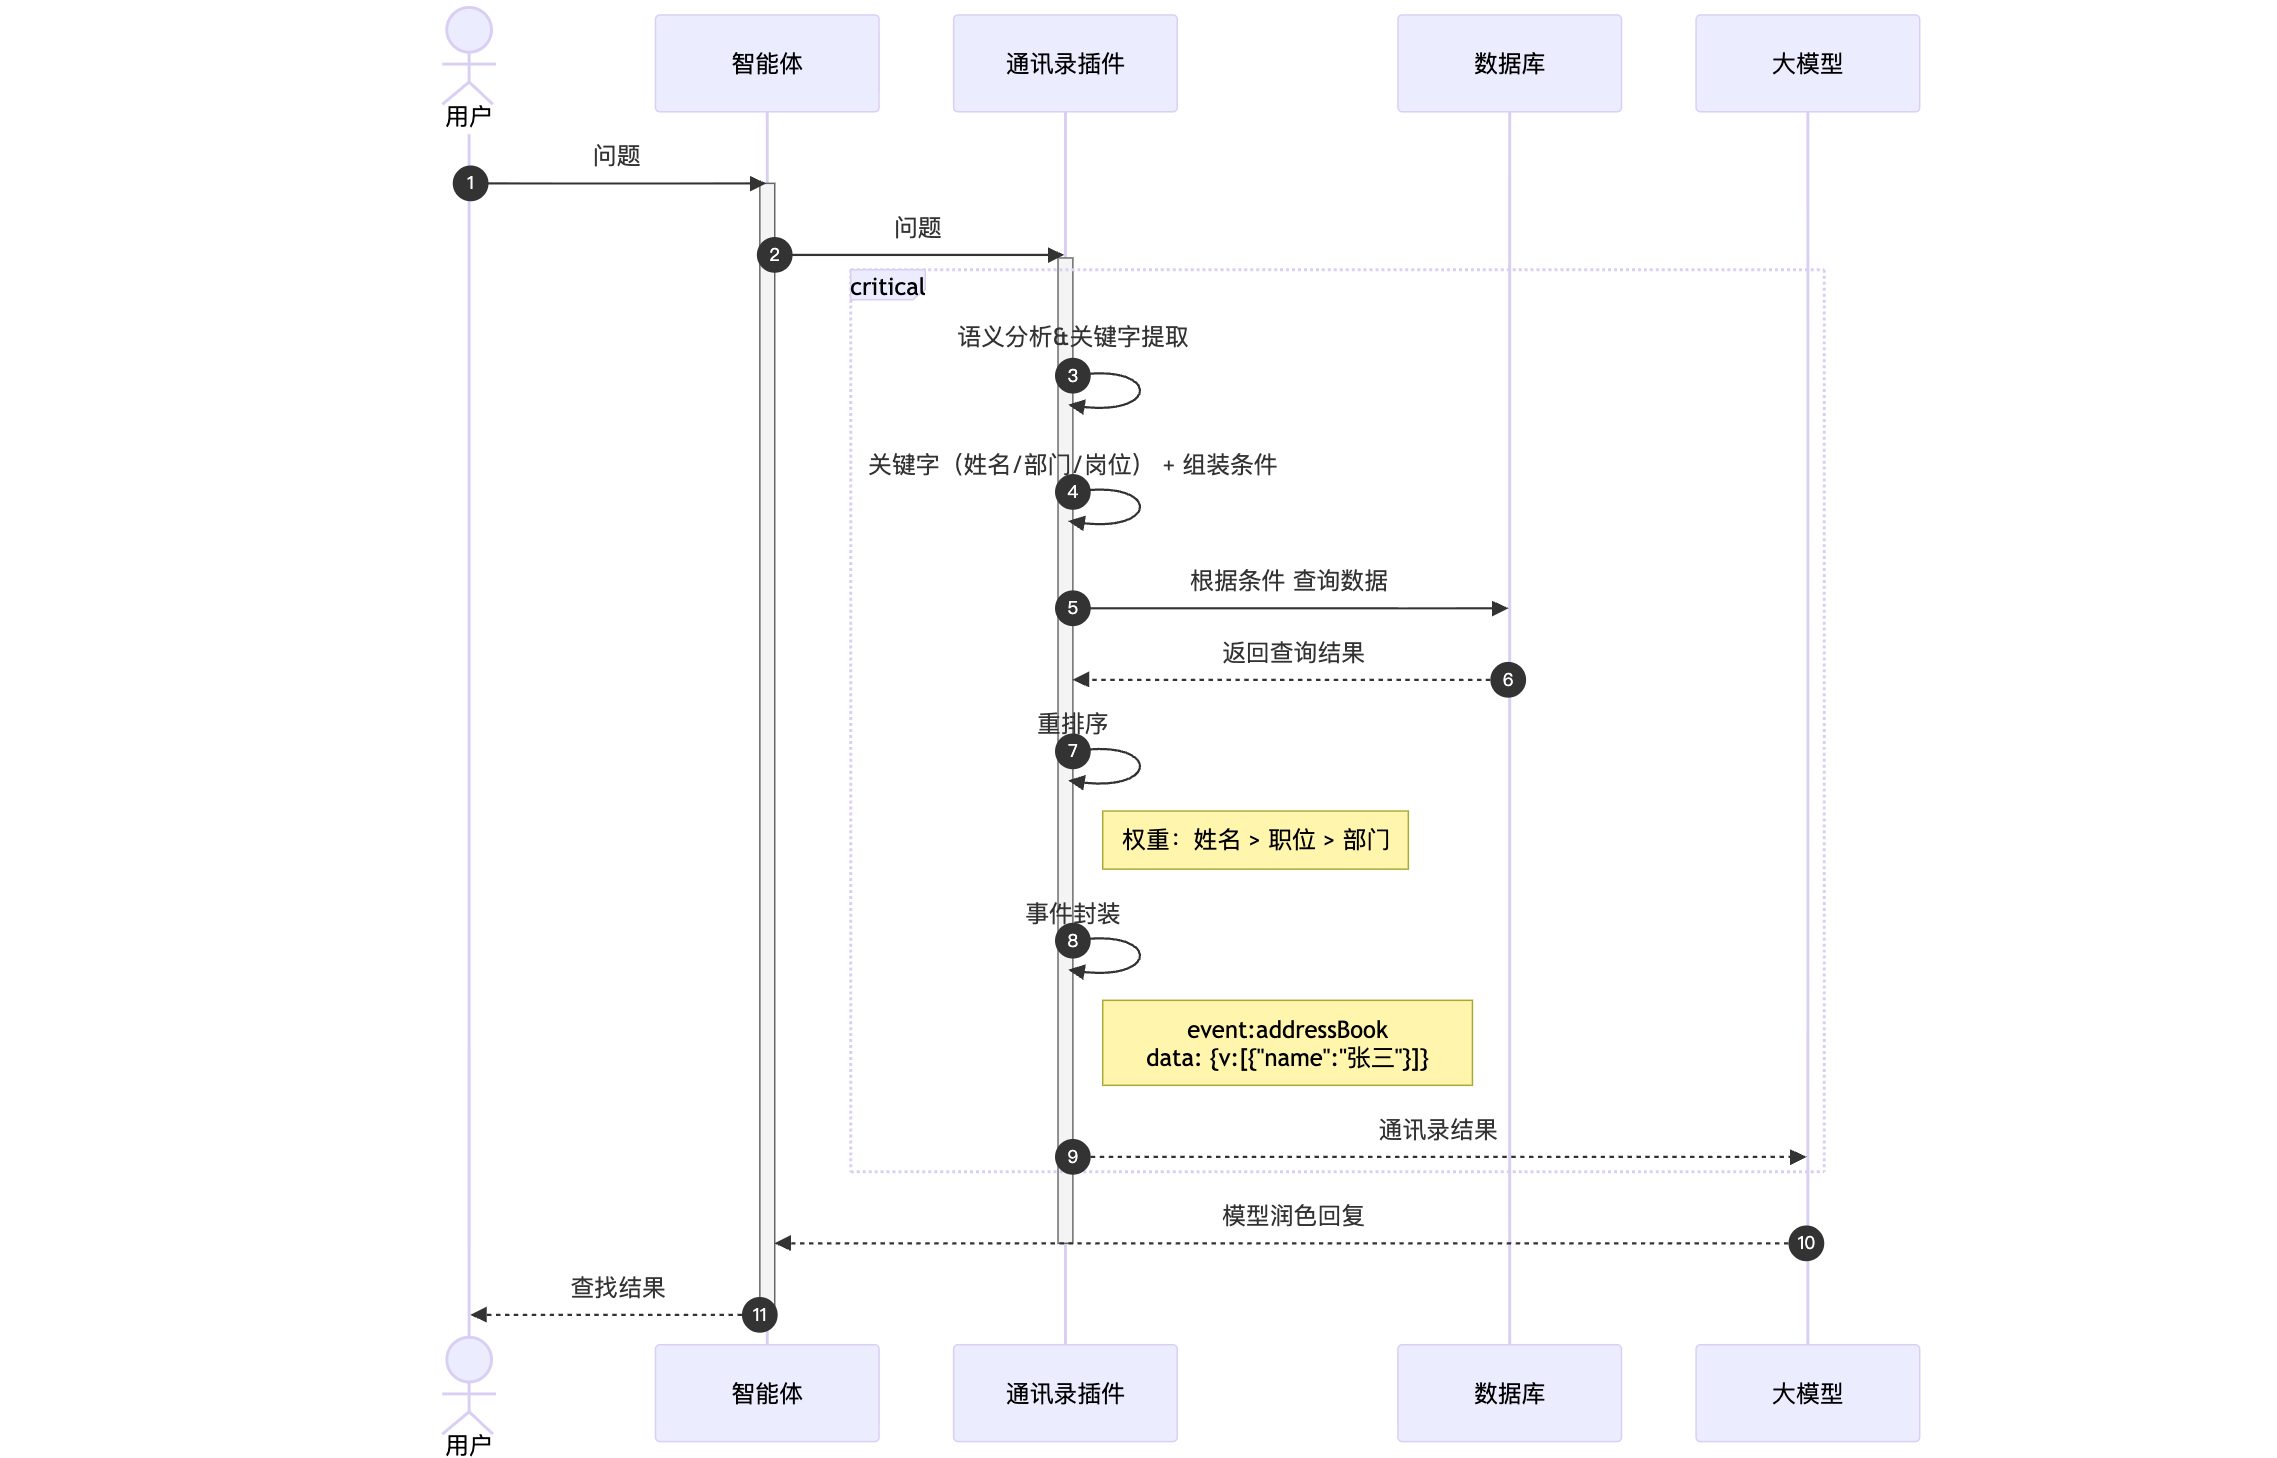 用户
智能体
通讯录插件
数据库
大模型
问题
1
问题
2
critical
语义分析&关键字提取
3
关键字（姓名/部门/岗位） + 组装条件
4
根据条件 查询数据
5
返回查询结果
6
重排序
7
权重：姓名 > 职位 > 部门
事件封装
8
event:addressBook
data: {v:[{"name":"张三"}]}
通讯录结果
9
模型润色回复
10
查找结果
11
用户
智能体
通讯录插件
数据库
大模型